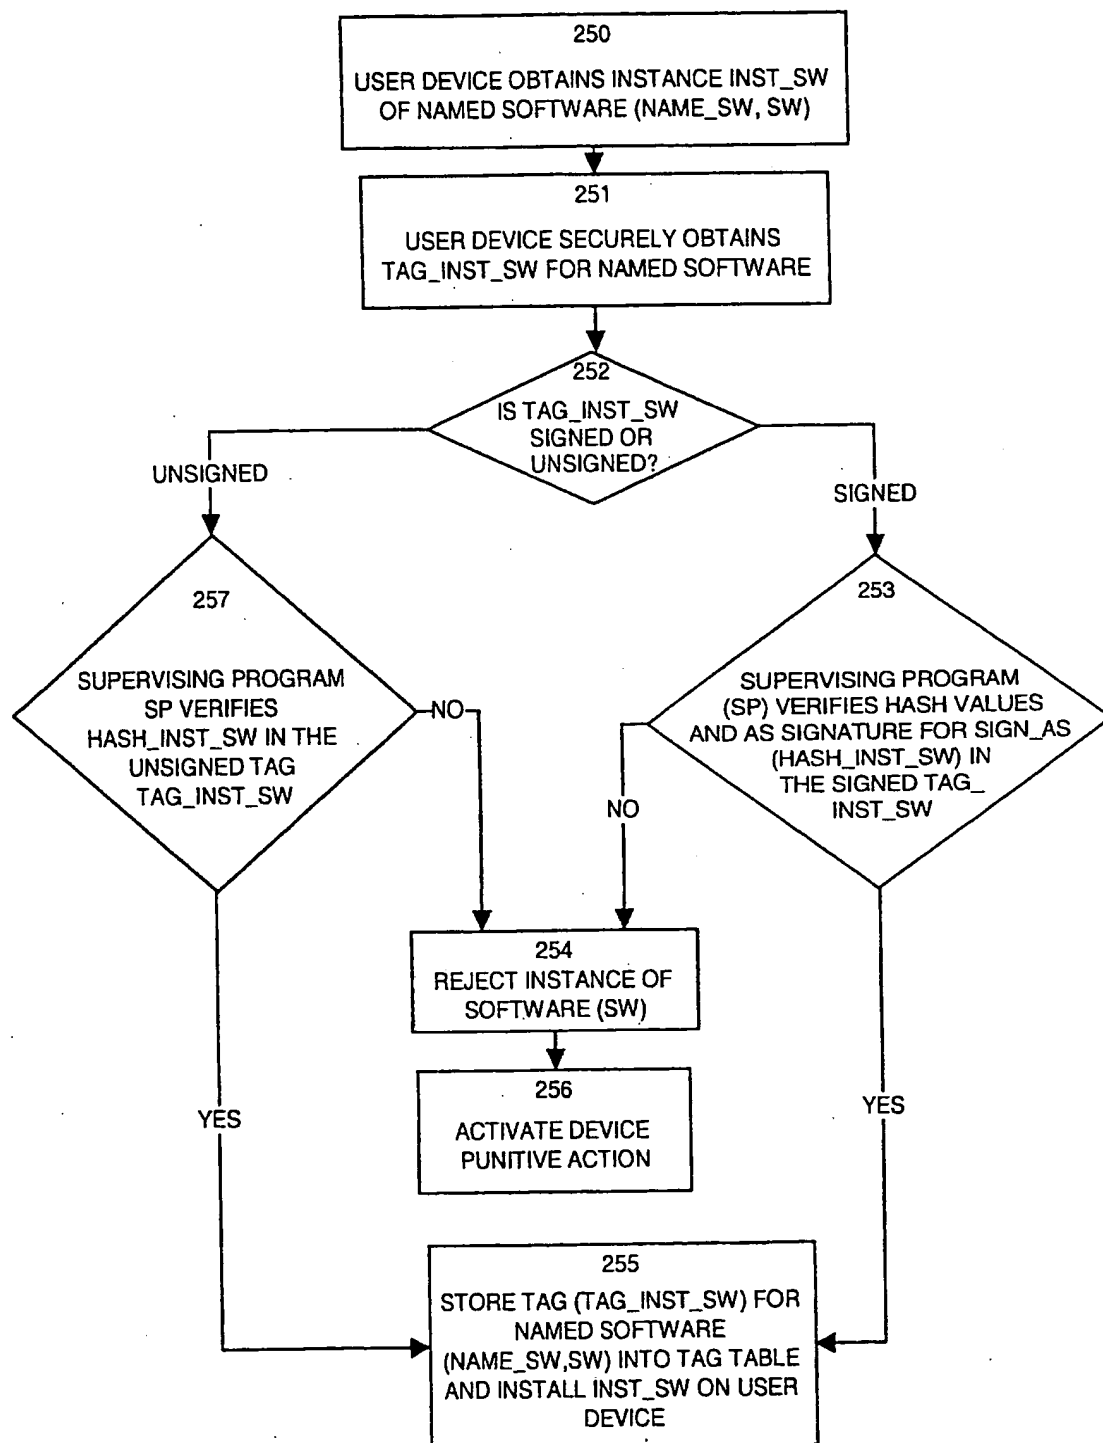 250
USER DEVICE OBTAINS INSTANCE INST_SW
OF NAMED SOFTWARE (NAME_SW, SW)
251
USER DEVICE SECURELY OBTAINS
TAG_INST_SW FOR NAMED SOFTWARE
252
IS TAG_INST_SW
SIGNED OR
UNSIGNED?
UNSIGNED
SIGNED
257
SUPERVISING PROGRAM
SP VERIFIES
HASH_INST_SW IN THE
UNSIGNED TAG
TAG_INST_SW
NO
253
SUPERVISING PROGRAM
(SP) VERIFIES HASH VALUES
AND AS SIGNATURE FOR SIGN_AS
(HASH_INST_SW) IN
THE SIGNED TAG_
INST_SW
NO
254
REJECT INSTANCE OF
SOFTWARE (SW)
256
ACTIVATE DEVICE
PUNITIVE ACTION
YES
YES
255
STORE TAG (TAG_INST_SW) FOR
NAMED SOFTWARE
(NAME_SW,SW) INTO TAG TABLE
AND INSTALL INST_SW ON USER
DEVICE